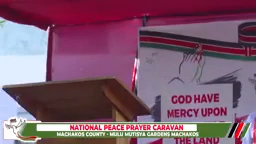 GOD HAVE
MERCY UPON
THE LAND
NATIONAL PEACE PRAYER CARAVAN
MACHAKOS COUNTY - MULU MUTISYA GARDENS MACHAKOS